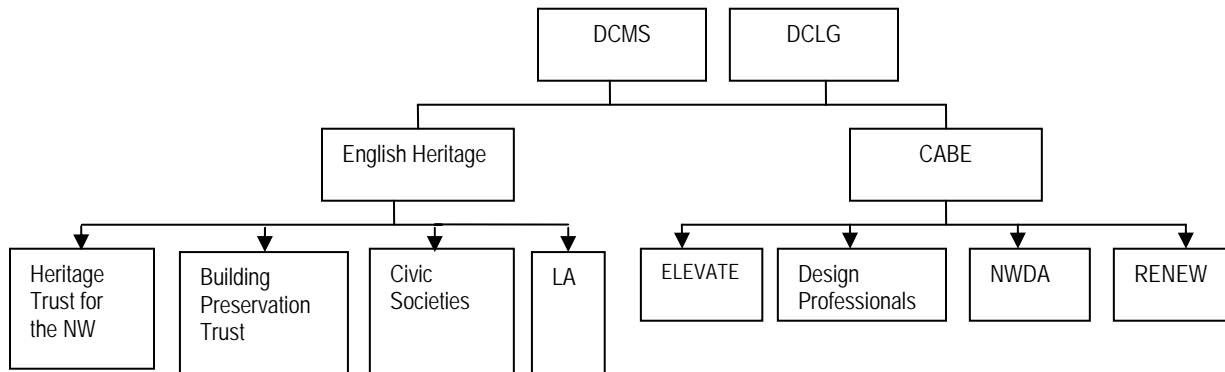 DCMS
DCLG
English Heritage
CABE
Heritage
Trust for
the NW
Building
Preservation
Trust
Civic
Societies
LA
ELEVATE
Design
Professionals
NWDA
RENEW